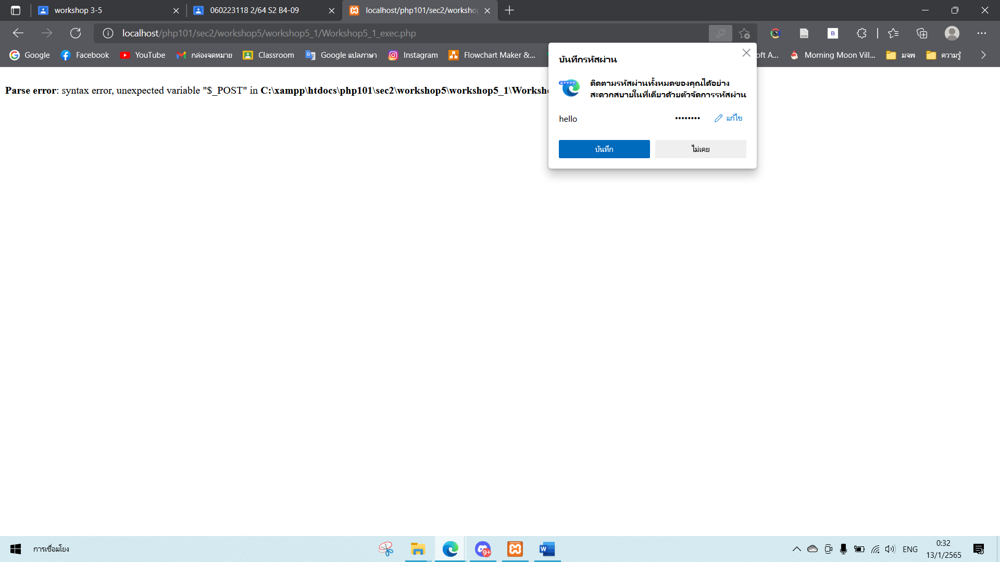 workshop 3-5
060223118 2/64 S2 B4-09
localhost/php101/sec2/workshop
localhost/php101/sec2/workshop5/workshop5_1/Workshop5_1_exec.php
Google
Facebook
YouTube
กล่องจดหมาย
Classroom
Google แปลภาษา
Instagram
Flowchart Maker &...
oft A...
Morning Moon Vill...
มจพ
ความรู้
B
Parse error: syntax error, unexpected variable "$_POST" in C:\xampp\htdocs\php101\sec2\workshop5\workshop5_1\Worksho
บันทึกรหัสผ่าน
ติดตามรหัสผ่านทั้งหมดของคุณได้อย่าง
สะดวกสบายในที่เดียวด้วยตัวจัดการรหัสผ่าน
hello
••••••••
แก้ไข
บันทึก
ไม่เคย
การเชื่อมโยง
9+
W
ENG
0:32
13/1/2565